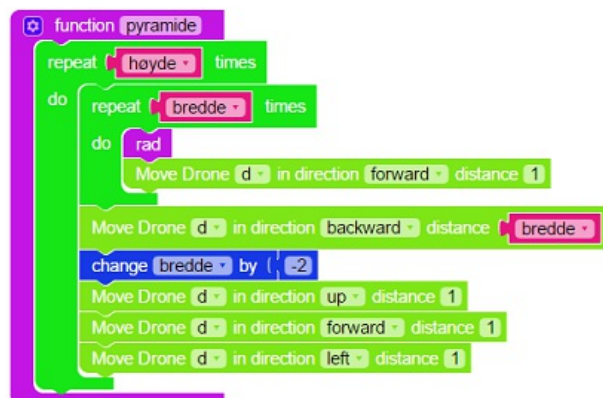 function pyramide
repeat høyde times
do repeat bredde times
do rad
Move Drone d in direction forward distance 1
Move Drone d in direction backward distance bredde
change bredde by -2
Move Drone d in direction up distance 1
Move Drone d in direction forward distance 1
Move Drone d in direction left distance 1